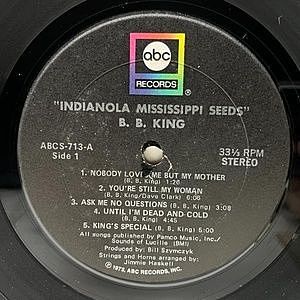 abc
RECORDS
"INDIANOLA MISSISSIPPI SEEDS"
B. B. KING
ABCS-713-A
Side 1
33⅓ RPM
STEREO
1. NOBODY LOVES ME BUT MY MOTHER
(B. B. King) 1:26
2. YOU'RE STILL MY WOMAN
(B. B. King/Dave Clark) 6:06
3. ASK ME NO QUESTIONS (B. B. King) 3:08
4. UNTIL I'M DEAD AND COLD
(B. B. King) 4:45
5. KING'S SPECIAL (B. B. King) 5:01
All songs published by Pamco Music, Inc./
Sounds of Lucille (BMI)
Produced by: Bill Szymczyk
Strings and Horns arranged by:
Jimmie Haskell
ABC RECORDS, INC.